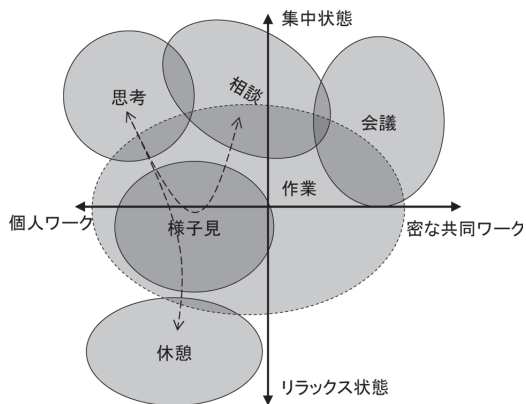 集中状態
思考
相談
会議
作業
個人ワーク
様子見
密な共同ワーク
休憩
リラックス状態